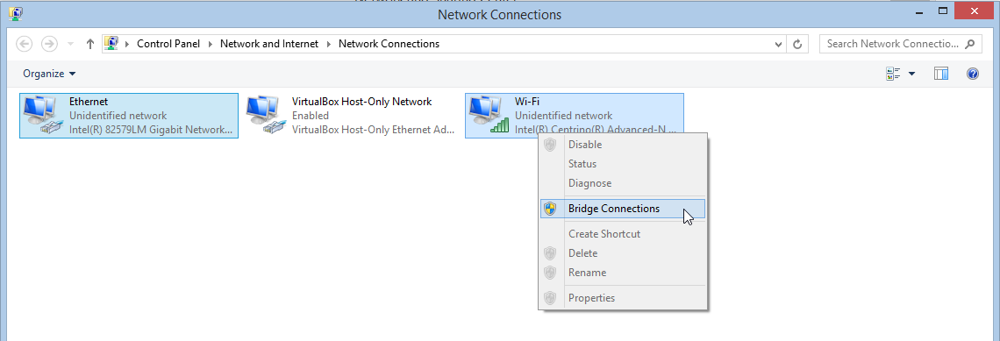 Network Connections
Control Panel
Network and Internet
Network Connections
Search Network Connectio...
Organize
Ethernet
Unidentified network
Intel(R) 82579LM Gigabit Network...
VirtualBox Host-Only Network
Enabled
VirtualBox Host-Only Ethernet Ad...
Wi-Fi
Unidentified network
Intel(R) Centrino(R) Advanced-N ...
Disable
Status
Diagnose
Bridge Connections
Create Shortcut
Delete
Rename
Properties